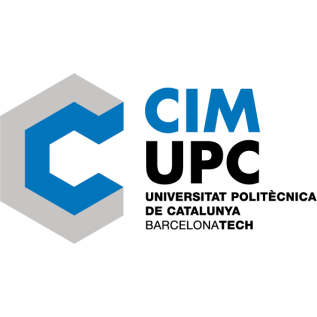 CIM
UPC
UNIVERSITAT POLITÈCNICA
DE CATALUNYA
BARCELONATECH